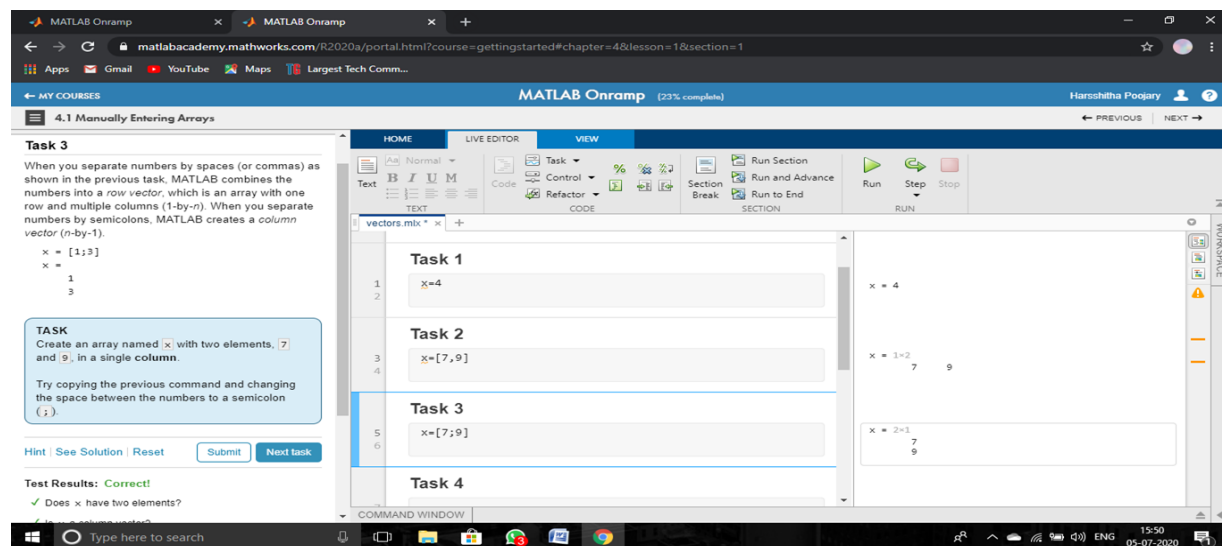 MATLAB Onramp
MATLAB Onramp
matlabacademy.mathworks.com/R2020a/portal.html?course=gettingstarted#chapter=4&lesson=1&section=1
Apps Gmail YouTube Maps Largest Tech Comm...
← MY COURSES
MATLAB Onramp (23% complete)
Harsshitha Poojary
4.1 Manually Entering Arrays
← PREVIOUS NEXT →
Task 3
When you separate numbers by spaces (or commas) as
shown in the previous task, MATLAB combines the
numbers into a row vector, which is an array with one
row and multiple columns (1-by-n). When you separate
numbers by semicolons, MATLAB creates a column
vector (n-by-1).
x = [1;3]
x =
1
3
TASK
Create an array named x with two elements, 7
and 9, in a single column.
Try copying the previous command and changing
the space between the numbers to a semicolon
(;).
Hint | See Solution | Reset
Submit
Next task
Test Results: Correct!
✓ Does x have two elements?
HOME LIVE EDITOR VIEW
Text
Aa Normal
B I U M
TEXT
Code
Task
Control
Refactor
CODE
Section
Break
Run Section
Run and Advance
Run to End
SECTION
Run Step Stop
RUN
vectors.mlx * × +
WORKSPACE
Task 1
1 x=4
2
x = 4
Task 2
3 x=[7,9]
4
x = 1×2
7 9
Task 3
5 x=[7;9]
6
x = 2×1
7
9
Task 4
COMMAND WINDOW
Type here to search
ENG
15:50
05-07-2020